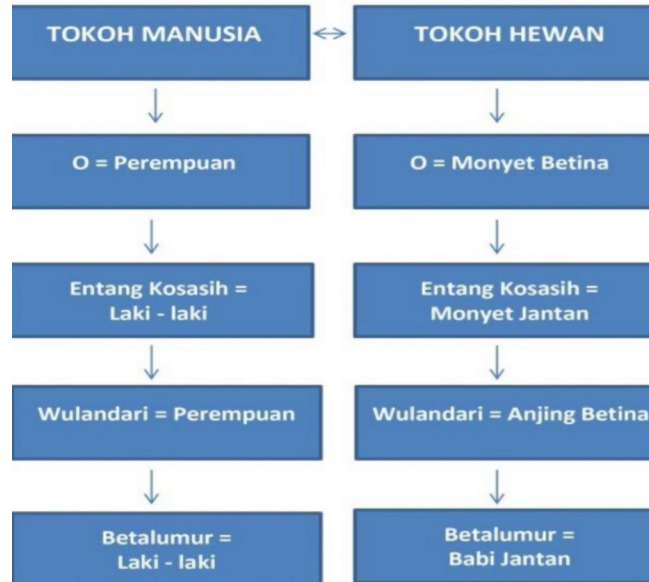 TOKOH MANUSIA
TOKOH HEWAN
O = Perempuan
O = Monyet Betina
Entang Kosasih =
Laki - laki
Entang Kosasih =
Monyet Jantan
Wulandari = Perempuan
Wulandari = Anjing Betina
Betalumur =
Laki - laki
Betalumur =
Babi Jantan